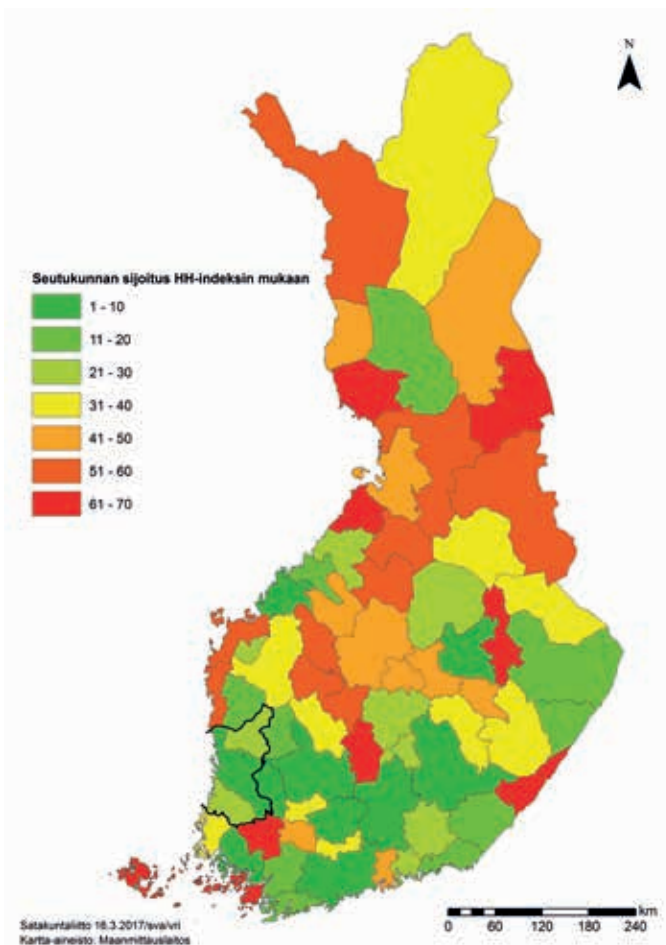 N
Seutukunnan sijoitus HH-indeksin mukaan
1 - 10
11 - 20
21 - 30
31 - 40
41 - 50
51 - 60
61 - 70
km
0 30 60 120 180 240
Satakuntaliitto 16.3.2017/sva/vri
Kartta-aineisto: Maanmittauslaitos